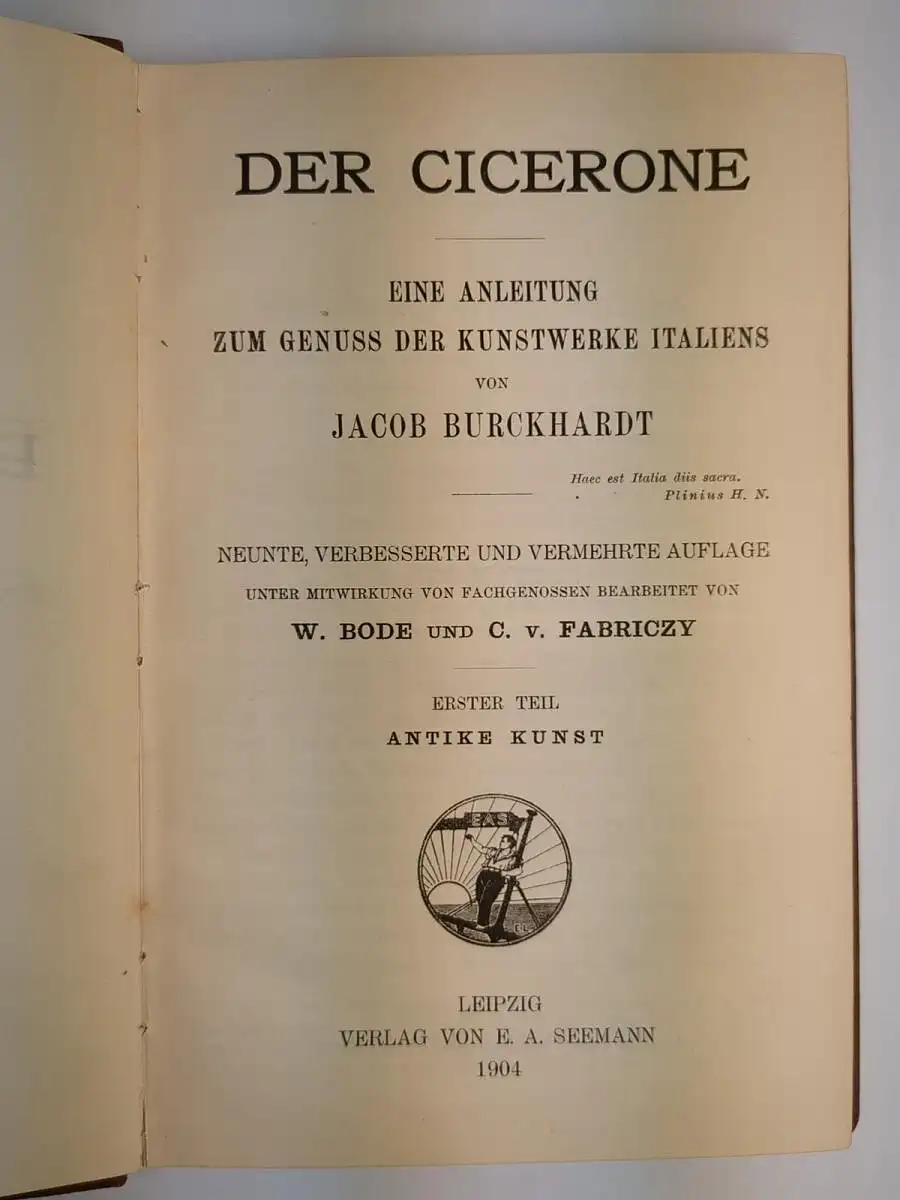 DER CICERONE
EINE ANLEITUNG
ZUM GENUSS DER KUNSTWERKE ITALIENS
VON
JACOB BURCKHARDT
Haec est Italia diis sacra.
Plinius H. N.
NEUNTE, VERBESSERTE UND VERMEHRTE AUFLAGE
UNTER MITWIRKUNG VON FACHGENOSSEN BEARBEITET VON
W. BODE UND C. v. FABRICZY
ERSTER TEIL
ANTIKE KUNST
EAS
EL
LEIPZIG
VERLAG VON E. A. SEEMANN
1904